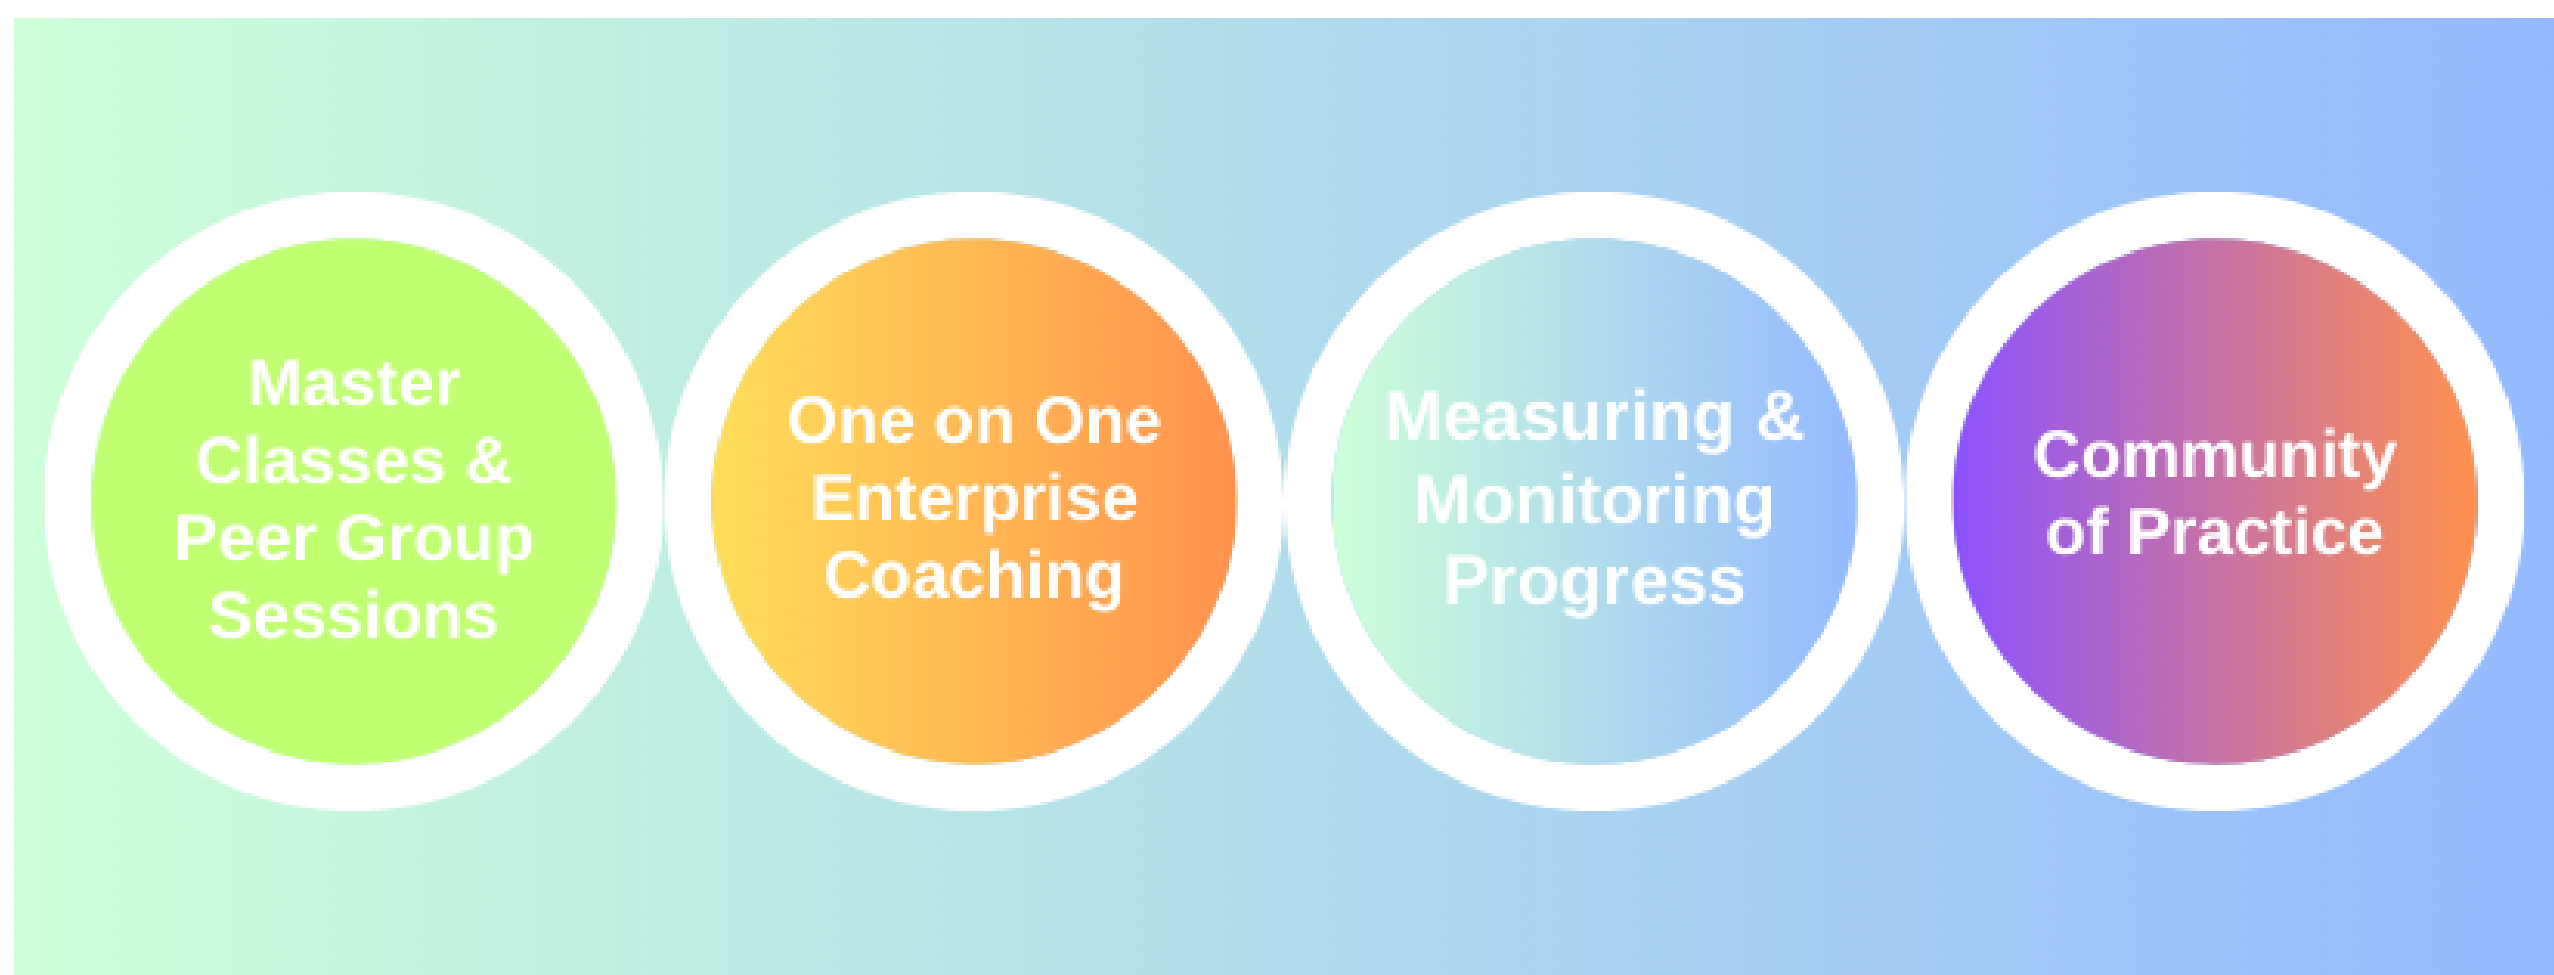 Master
Classes &
Peer Group
Sessions
One on One
Enterprise
Coaching
Measuring &
Monitoring
Progress
Community
of Practice